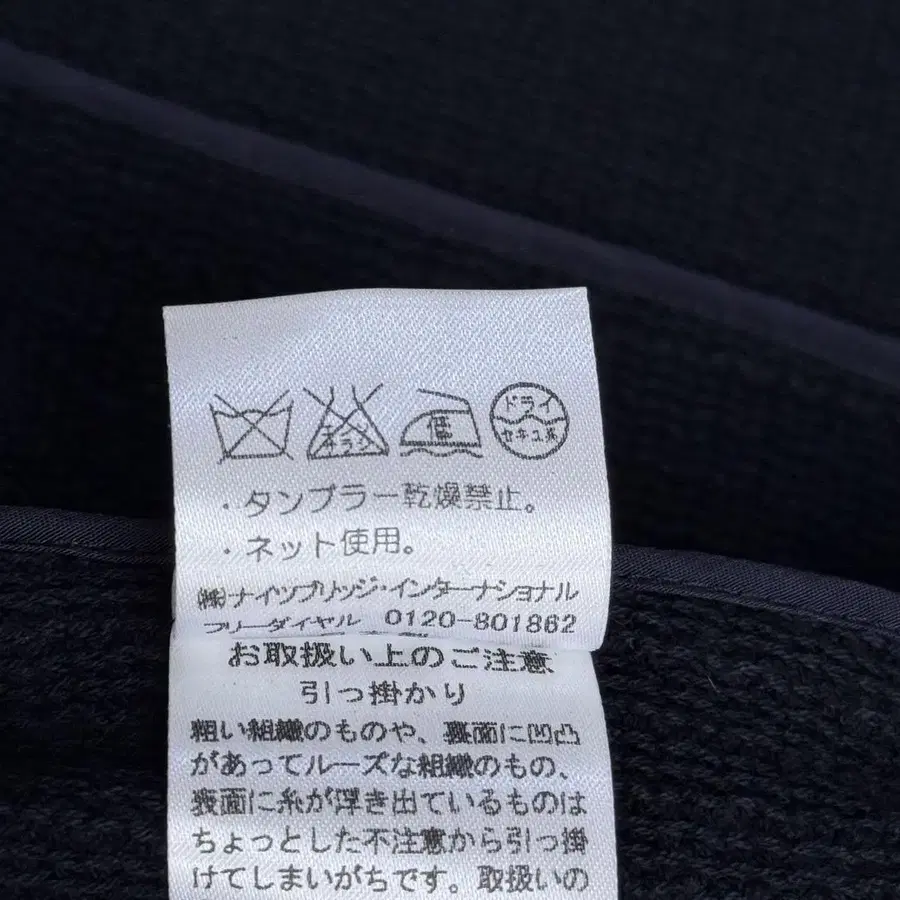 エンソ
サラシ
低
ドライ
セキユ系
・タンブラー乾燥禁止。
・ネット使用。
㈱ナイツブリッジ・インターナショナル
フリーダイヤル 0120-801862
お取扱い上のご注意
引っ掛かり
粗い組織のものや、裏面に凹凸
があってルーズな組織のもの、
表面に糸が浮き出ているものは
ちょっとした不注意から引っ掛
けてしまいがちです。取扱いの